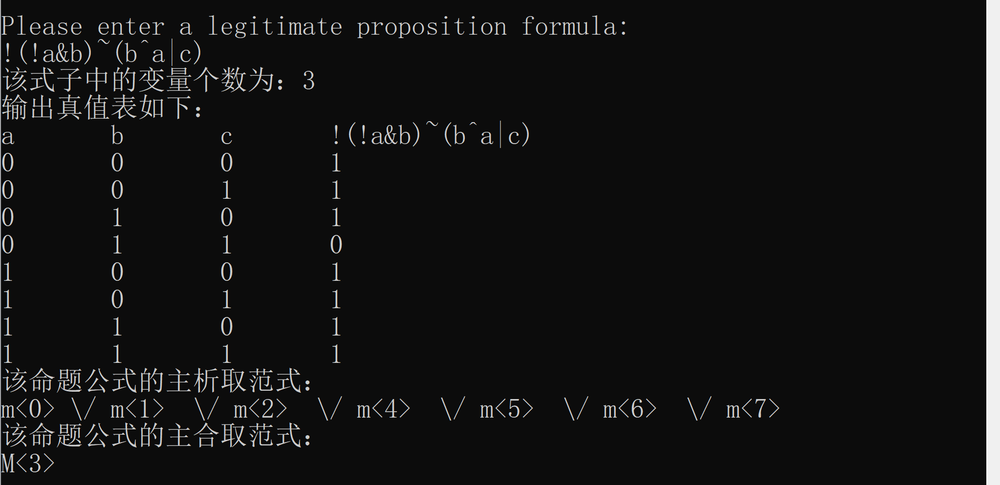 Please enter a legitimate proposition formula:
!(!a&b)~(b^a|c)
该式子中的变量个数为：3
输出真值表如下：
a b c !(!a&b)~(b^a|c)
0 0 0 1
0 0 1 1
0 1 0 1
0 1 1 0
1 0 0 1
1 0 1 1
1 1 0 1
1 1 1 1
该命题公式的主析取范式：
m<0> \/ m<1>  \/ m<2>  \/ m<4>  \/ m<5>  \/ m<6>  \/ m<7>
该命题公式的主合取范式：
M<3>